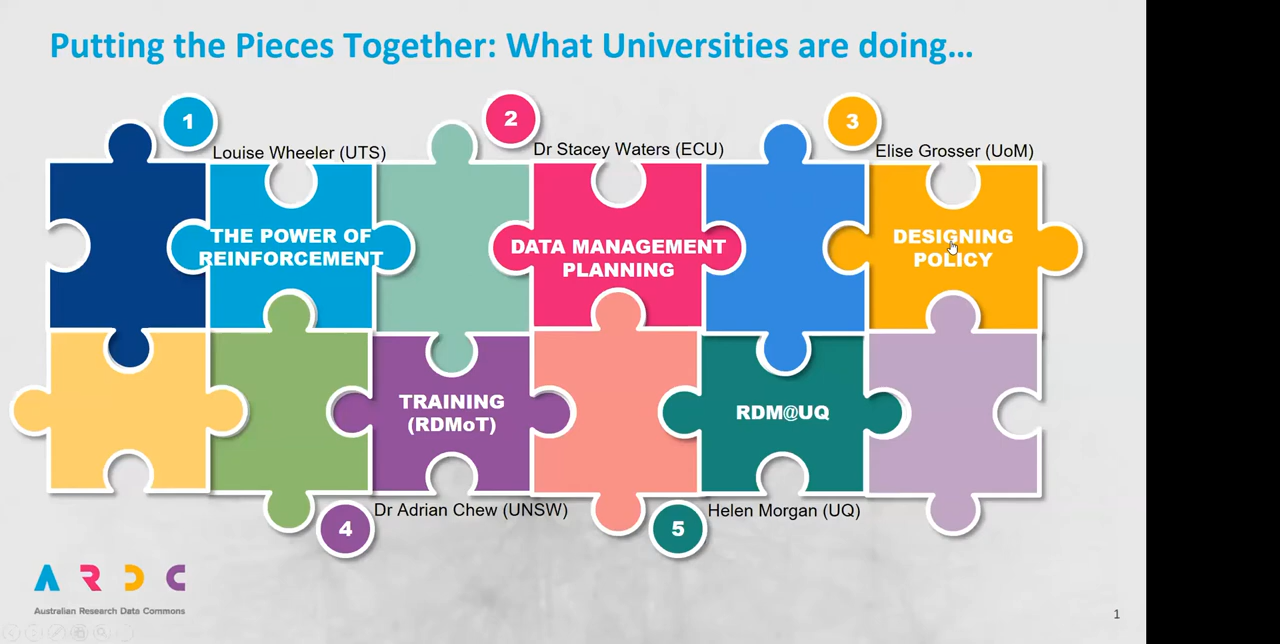 Putting the Pieces Together: What Universities are doing...
1
Louise Wheeler (UTS)
THE POWER OF
REINFORCEMENT
2
Dr Stacey Waters (ECU)
DATA MANAGEMENT
PLANNING
3
Elise Grosser (UoM)
DESIGNING
POLICY
TRAINING
(RDMoT)
4
Dr Adrian Chew (UNSW)
RDM@UQ
5
Helen Morgan (UQ)
ARDC
Australian Research Data Commons
1